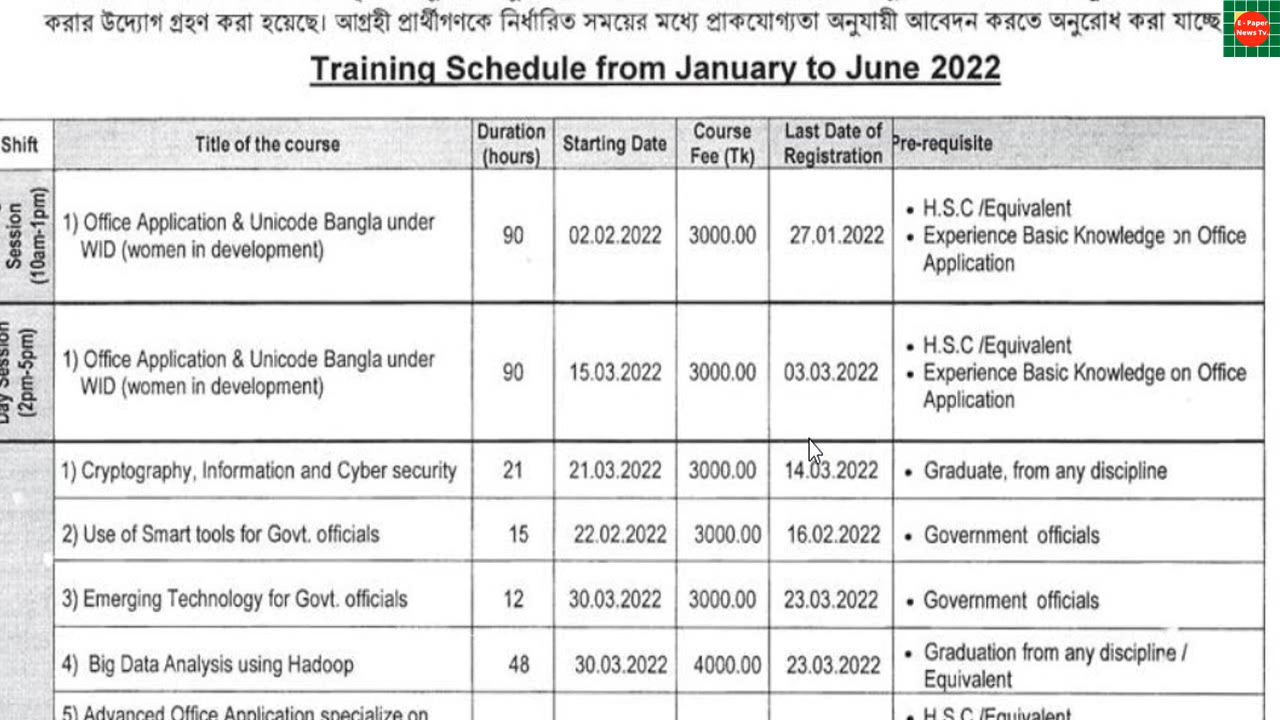 করার উদ্যোগ গ্রহণ করা হয়েছে। আগ্রহী প্রার্থীগণকে নির্ধারিত সময়ের মধ্যে প্রাকযোগ্যতা অনুযায়ী আবেদন করতে অনুরোধ করা যাচ্ছে
E - Paper
News Tv.
Training Schedule from January to June 2022
Shift Title of the course Duration (hours) Starting Date Course Fee (Tk) Last Date of Registration Pre-requisite
Session
(10am-1pm)
1) Office Application & Unicode Bangla under
WID (women in development)
90 02.02.2022 3000.00 27.01.2022
• H.S.C /Equivalent
• Experience Basic Knowledge on Office
Application
Day Session
(2pm-5pm)
1) Office Application & Unicode Bangla under
WID (women in development)
90 15.03.2022 3000.00 03.03.2022
• H.S.C /Equivalent
• Experience Basic Knowledge on Office
Application
1) Cryptography, Information and Cyber security 21 21.03.2022 3000.00 14.03.2022 • Graduate, from any discipline
2) Use of Smart tools for Govt. officials 15 22.02.2022 3000.00 16.02.2022 • Government officials
3) Emerging Technology for Govt. officials 12 30.03.2022 3000.00 23.03.2022 • Government officials
4) Big Data Analysis using Hadoop 48 30.03.2022 4000.00 23.03.2022 • Graduation from any discipline /
Equivalent
5) Advanced Office Application specialize on • H.S.C /Equivalent